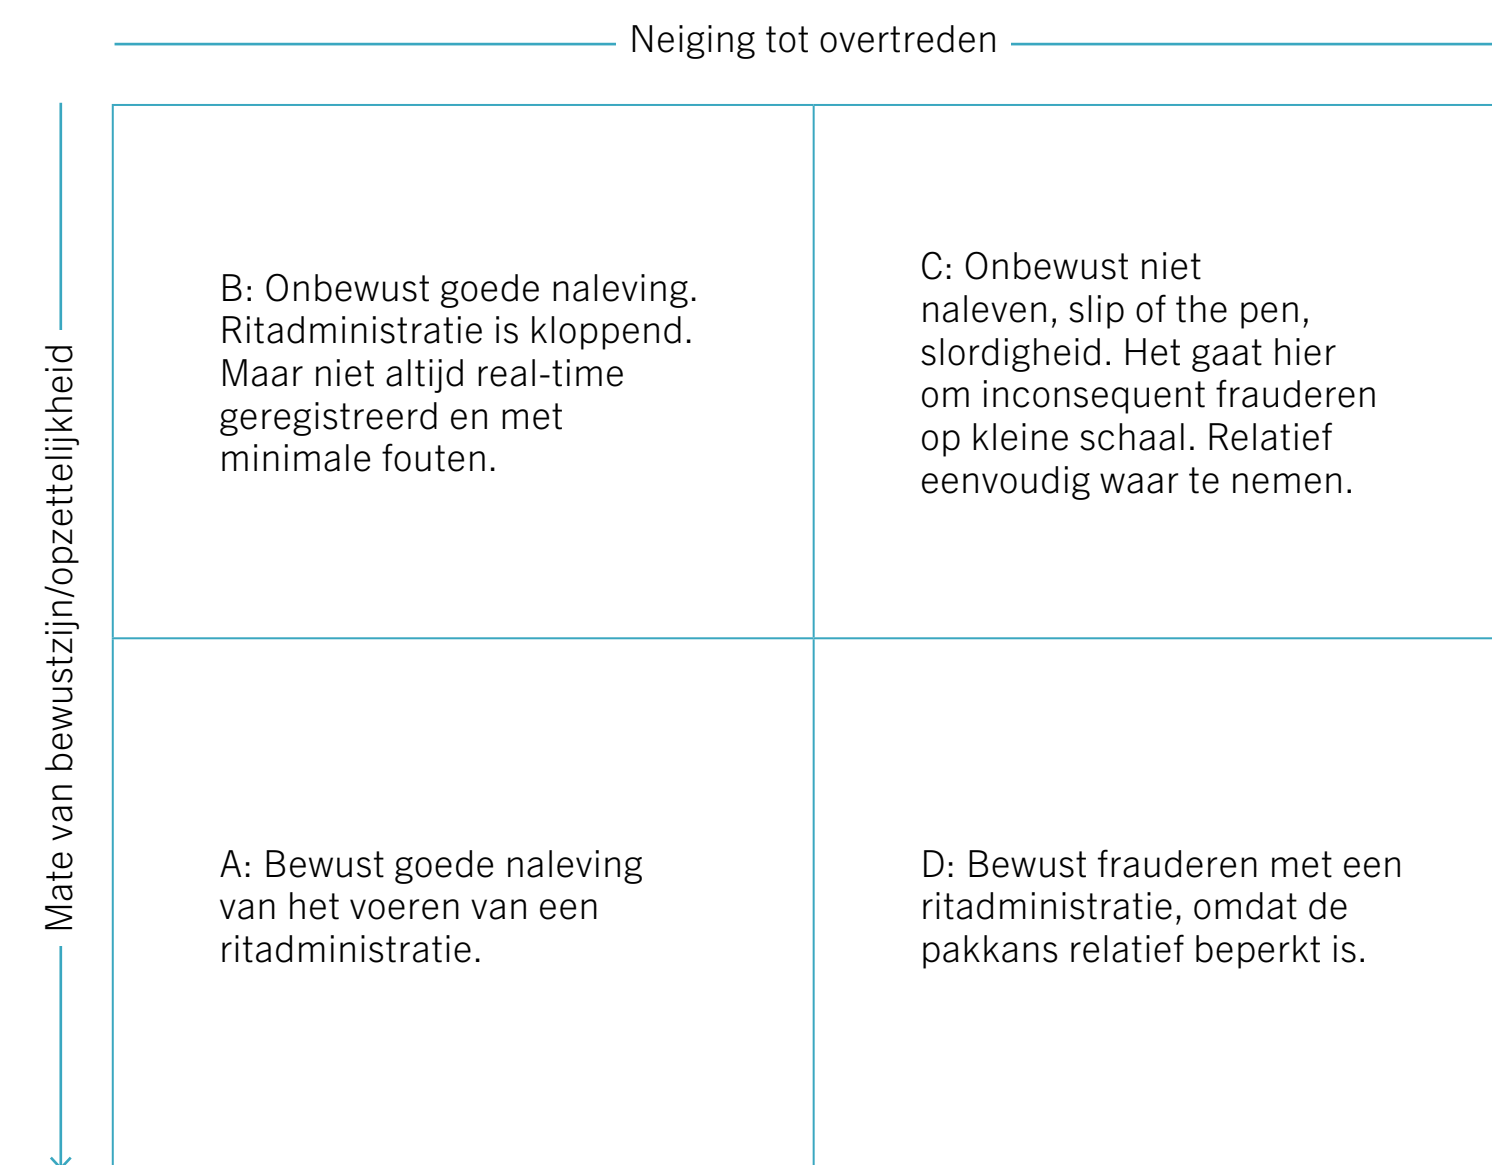 Neiging tot overtreden
Mate van bewustzijn/opzettelijkheid
B: Onbewust goede naleving.
Ritadministratie is kloppend.
Maar niet altijd real-time
geregistreerd en met
minimale fouten.
C: Onbewust niet
naleven, slip of the pen,
slordigheid. Het gaat hier
om inconsequent frauderen
op kleine schaal. Relatief
eenvoudig waar te nemen.
A: Bewust goede naleving
van het voeren van een
ritadministratie.
D: Bewust frauderen met een
ritadministratie, omdat de
pakkans relatief beperkt is.